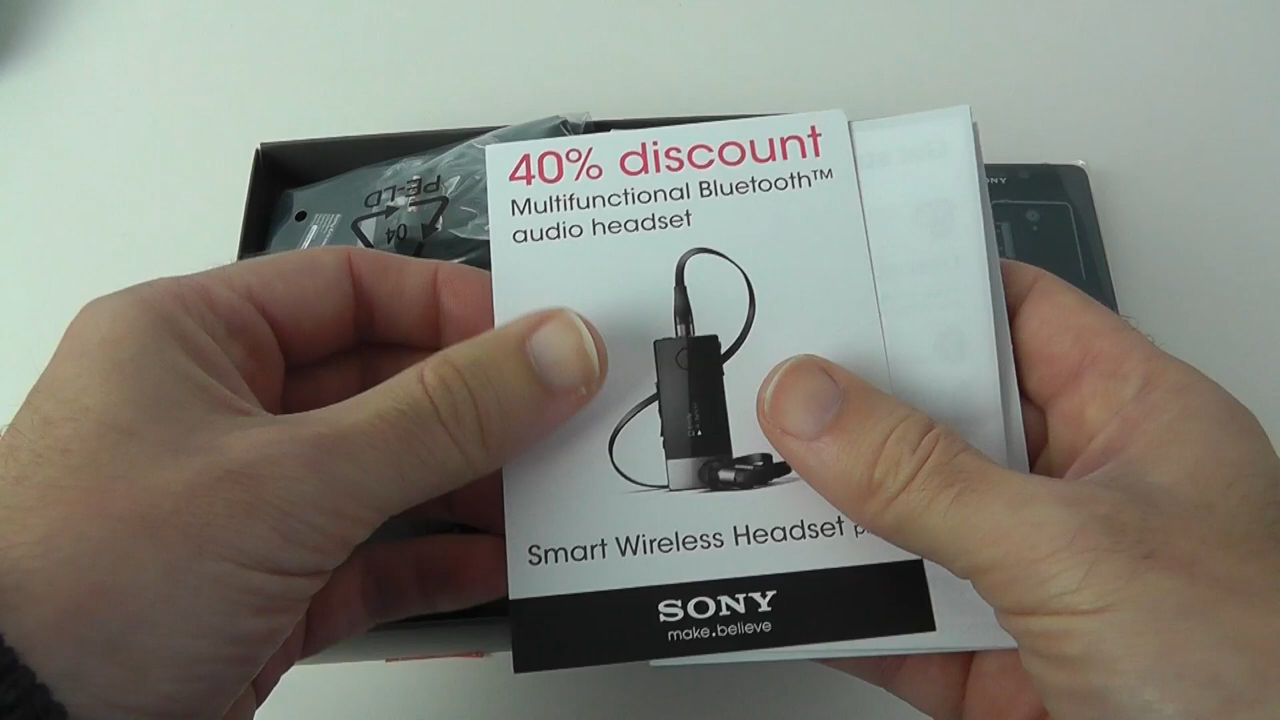 40% discount
Multifunctional Bluetooth™
audio headset
Smart Wireless Headset
SONY
make.believe
PE-LD
04